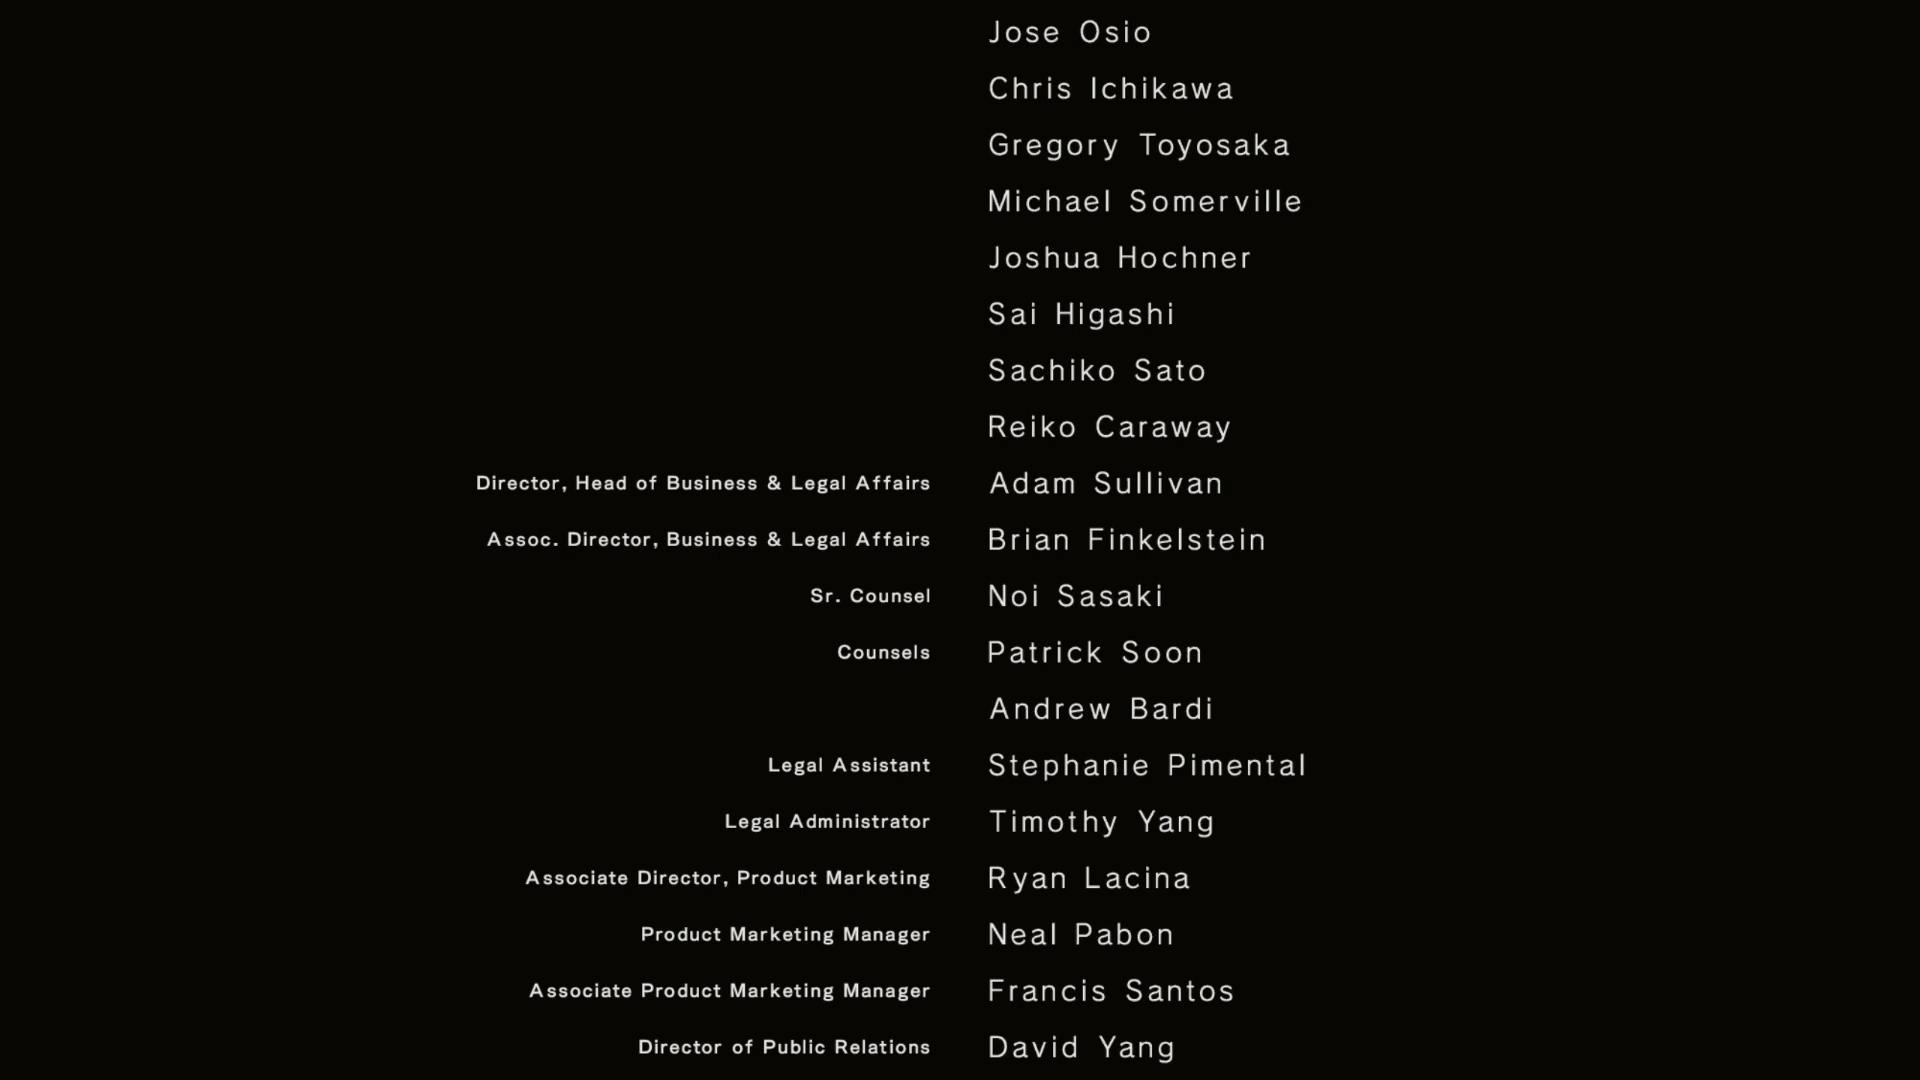 Jose Osio
Chris Ichikawa
Gregory Toyosaka
Michael Somerville
Joshua Hochner
Sai Higashi
Sachiko Sato
Reiko Caraway
Director, Head of Business & Legal Affairs Adam Sullivan
Assoc. Director, Business & Legal Affairs Brian Finkelstein
Sr. Counsel Noi Sasaki
Counsels Patrick Soon
Andrew Bardi
Legal Assistant Stephanie Pimental
Legal Administrator Timothy Yang
Associate Director, Product Marketing Ryan Lacina
Product Marketing Manager Neal Pabon
Associate Product Marketing Manager Francis Santos
Director of Public Relations David Yang